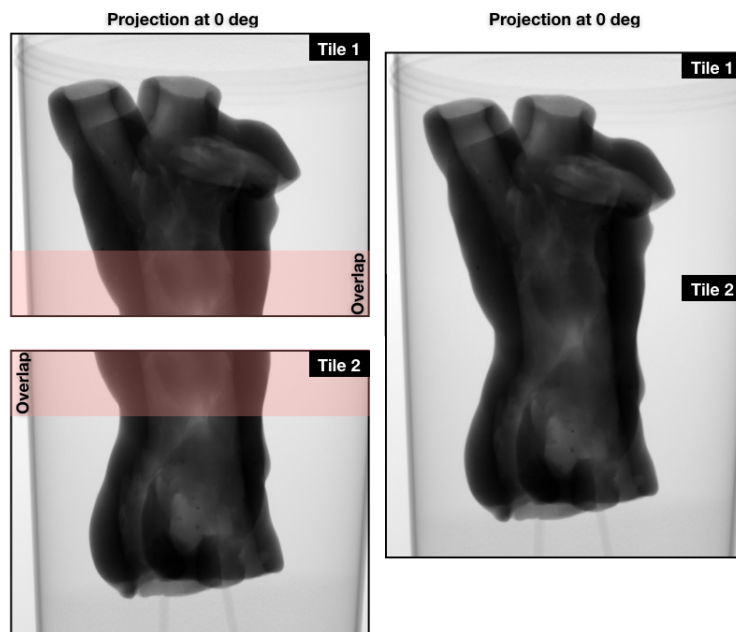 Projection at 0 deg
Tile 1
Overlap
Overlap
Tile 2
Projection at 0 deg
Tile 1
Tile 2